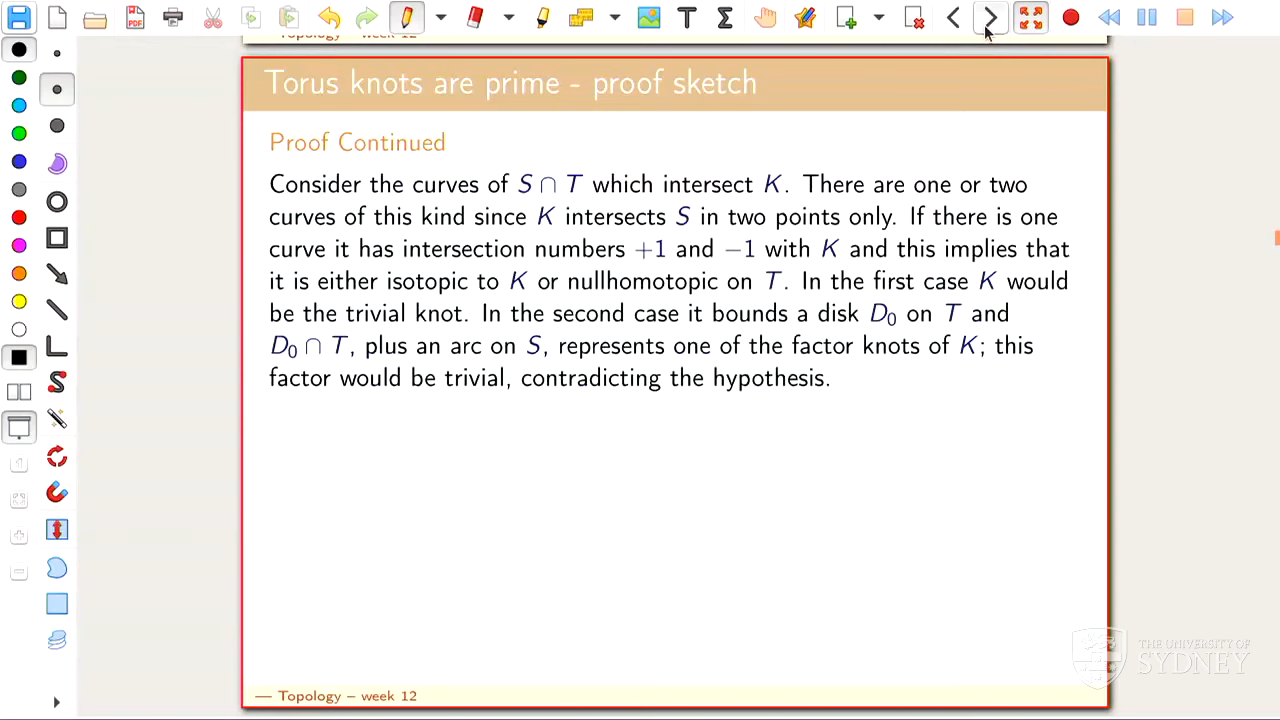 Topology – week 12
Torus knots are prime - proof sketch
Proof Continued
Consider the curves of S ∩ T which intersect K. There are one or two
curves of this kind since K intersects S in two points only. If there is one
curve it has intersection numbers +1 and −1 with K and this implies that
it is either isotopic to K or nullhomotopic on T. In the first case K would
be the trivial knot. In the second case it bounds a disk D₀ on T and
D₀ ∩ T, plus an arc on S, represents one of the factor knots of K; this
factor would be trivial, contradicting the hypothesis.
THE UNIVERSITY OF
SYDNEY
— Topology – week 12